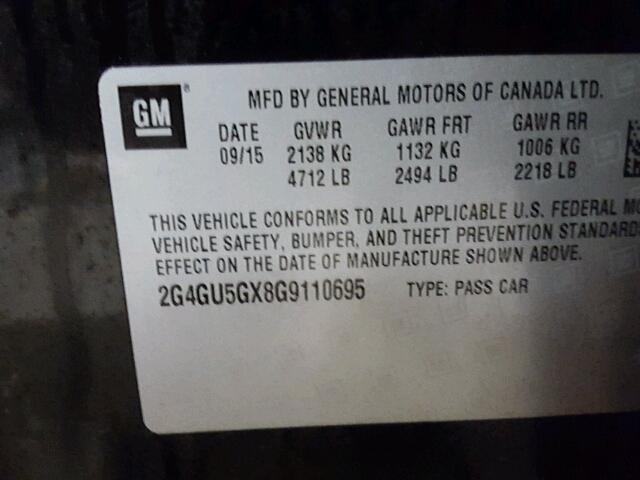 GM ®
MFD BY GENERAL MOTORS OF CANADA LTD.
DATE GVWR GAWR FRT GAWR RR
09/15 2138 KG 1132 KG 1006 KG
4712 LB 2494 LB 2218 LB
THIS VEHICLE CONFORMS TO ALL APPLICABLE U.S. FEDERAL MO
VEHICLE SAFETY, BUMPER, AND THEFT PREVENTION STANDARDS
EFFECT ON THE DATE OF MANUFACTURE SHOWN ABOVE.
2G4GU5GX8G9110695 TYPE: PASS CAR